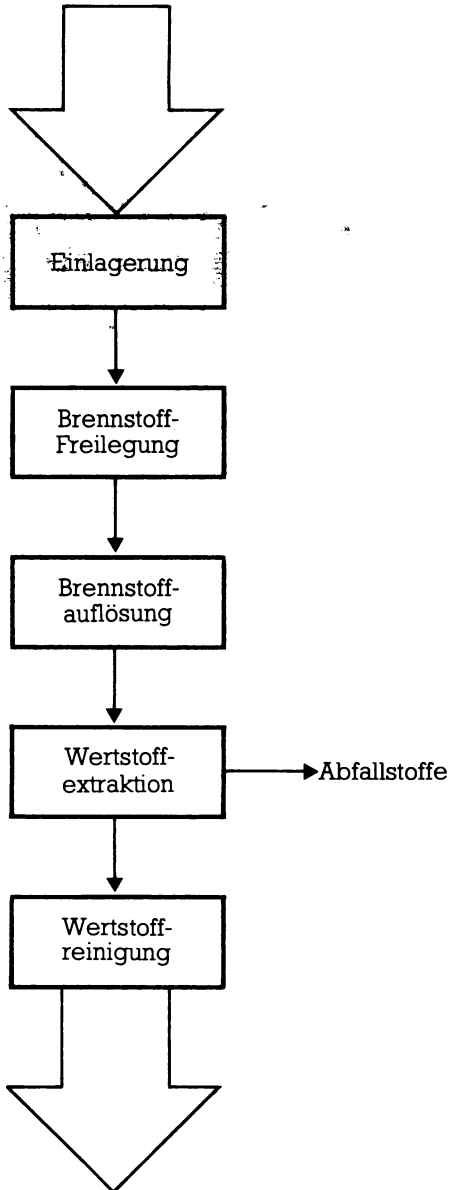 Einlagerung
Brennstoff-
Freilegung
Brennstoff-
auflösung
Wertstoff-
extraktion
Abfallstoffe
Wertstoff-
reinigung